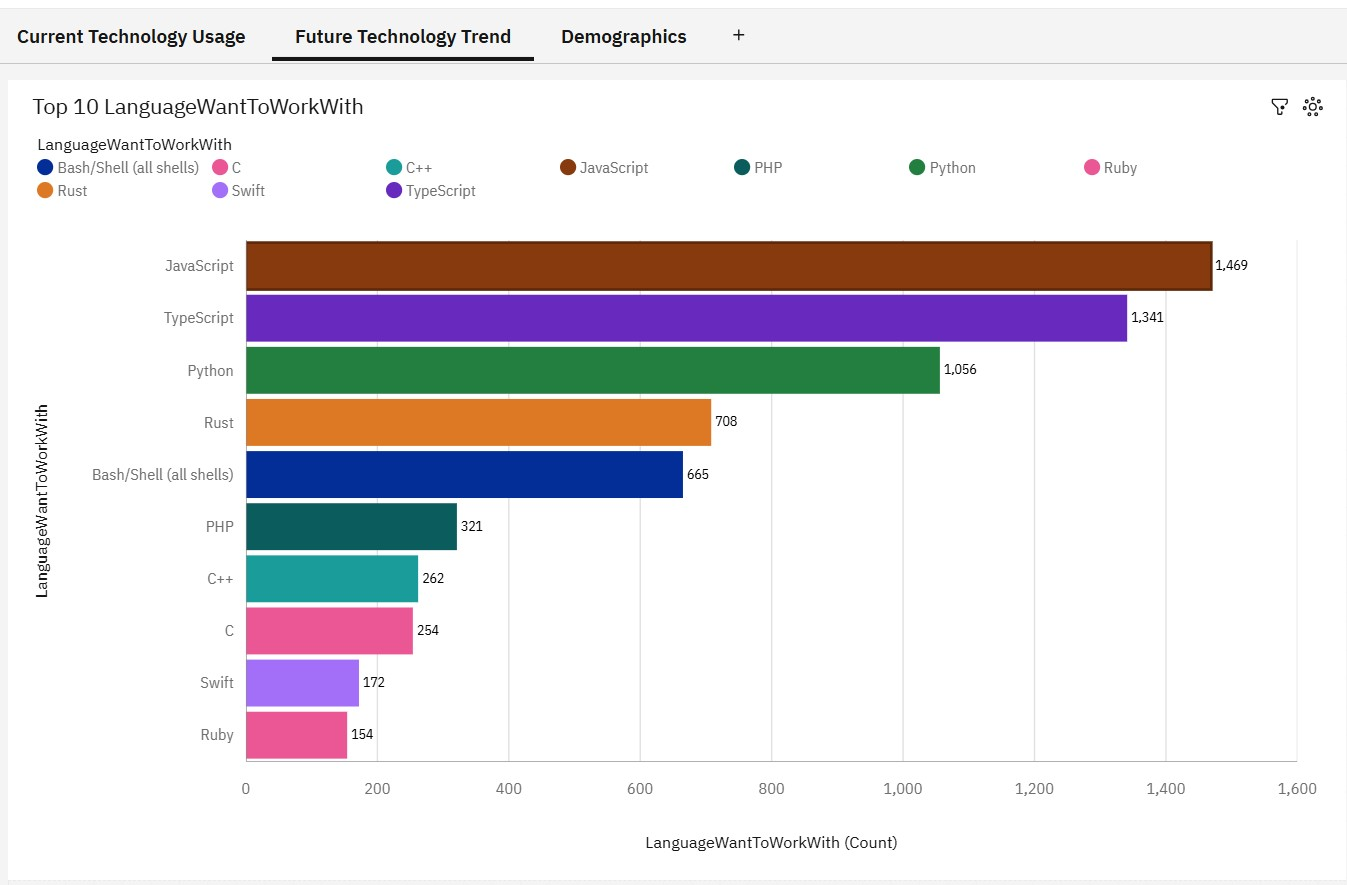 Current Technology Usage Future Technology Trend Demographics +
Top 10 LanguageWantToWorkWith
LanguageWantToWorkWith
Bash/Shell (all shells) C C++ JavaScript PHP Python Ruby
Rust Swift TypeScript
JavaScript 1,469
TypeScript 1,341
Python 1,056
Rust 708
Bash/Shell (all shells) 665
PHP 321
C++ 262
C 254
Swift 172
Ruby 154
LanguageWantToWorkWith
0 200 400 600 800 1,000 1,200 1,400 1,600
LanguageWantToWorkWith (Count)